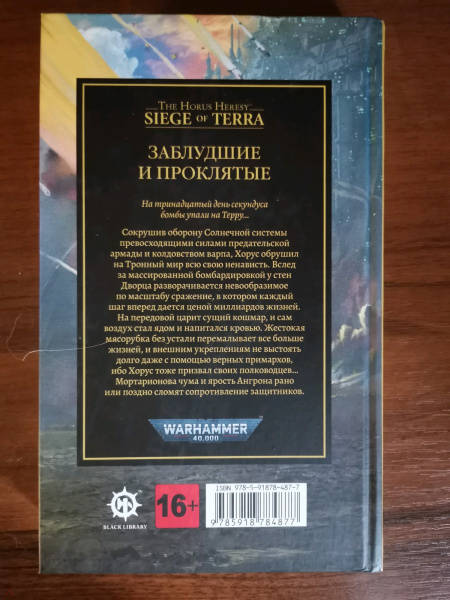 The Horus Heresy
SIEGE OF TERRA
ЗАБЛУДШИЕ
И ПРОКЛЯТЫЕ
На тринадцатый день секундуса
бомбы упали на Терру...
Сокрушив оборону Солнечной системы
превосходящими силами предательской
армады и колдовством варпа, Хорус обрушил
на Тронный мир всю свою ненависть. Вслед
за массированной бомбардировкой у стен
Дворца разворачивается невообразимое
по масштабу сражение, в котором каждый
шаг вперед дается ценой миллиардов жизней.
На передовой царит сущий кошмар, и сам
воздух стал ядом и напитался кровью. Жестокая
мясорубка без устали перемалывает все больше
жизней, и внешним укреплениям не выстоять
долго даже с помощью верных примархов,
ибо Хорус тоже призвал своих полководцев...
Мортарионова чума и ярость Ангрона рано
или поздно сломят сопротивление защитников.
WARHAMMER
40,000
ISBN 978-5-91878-487-7
16+
BLACK LIBRARY
9785918784877